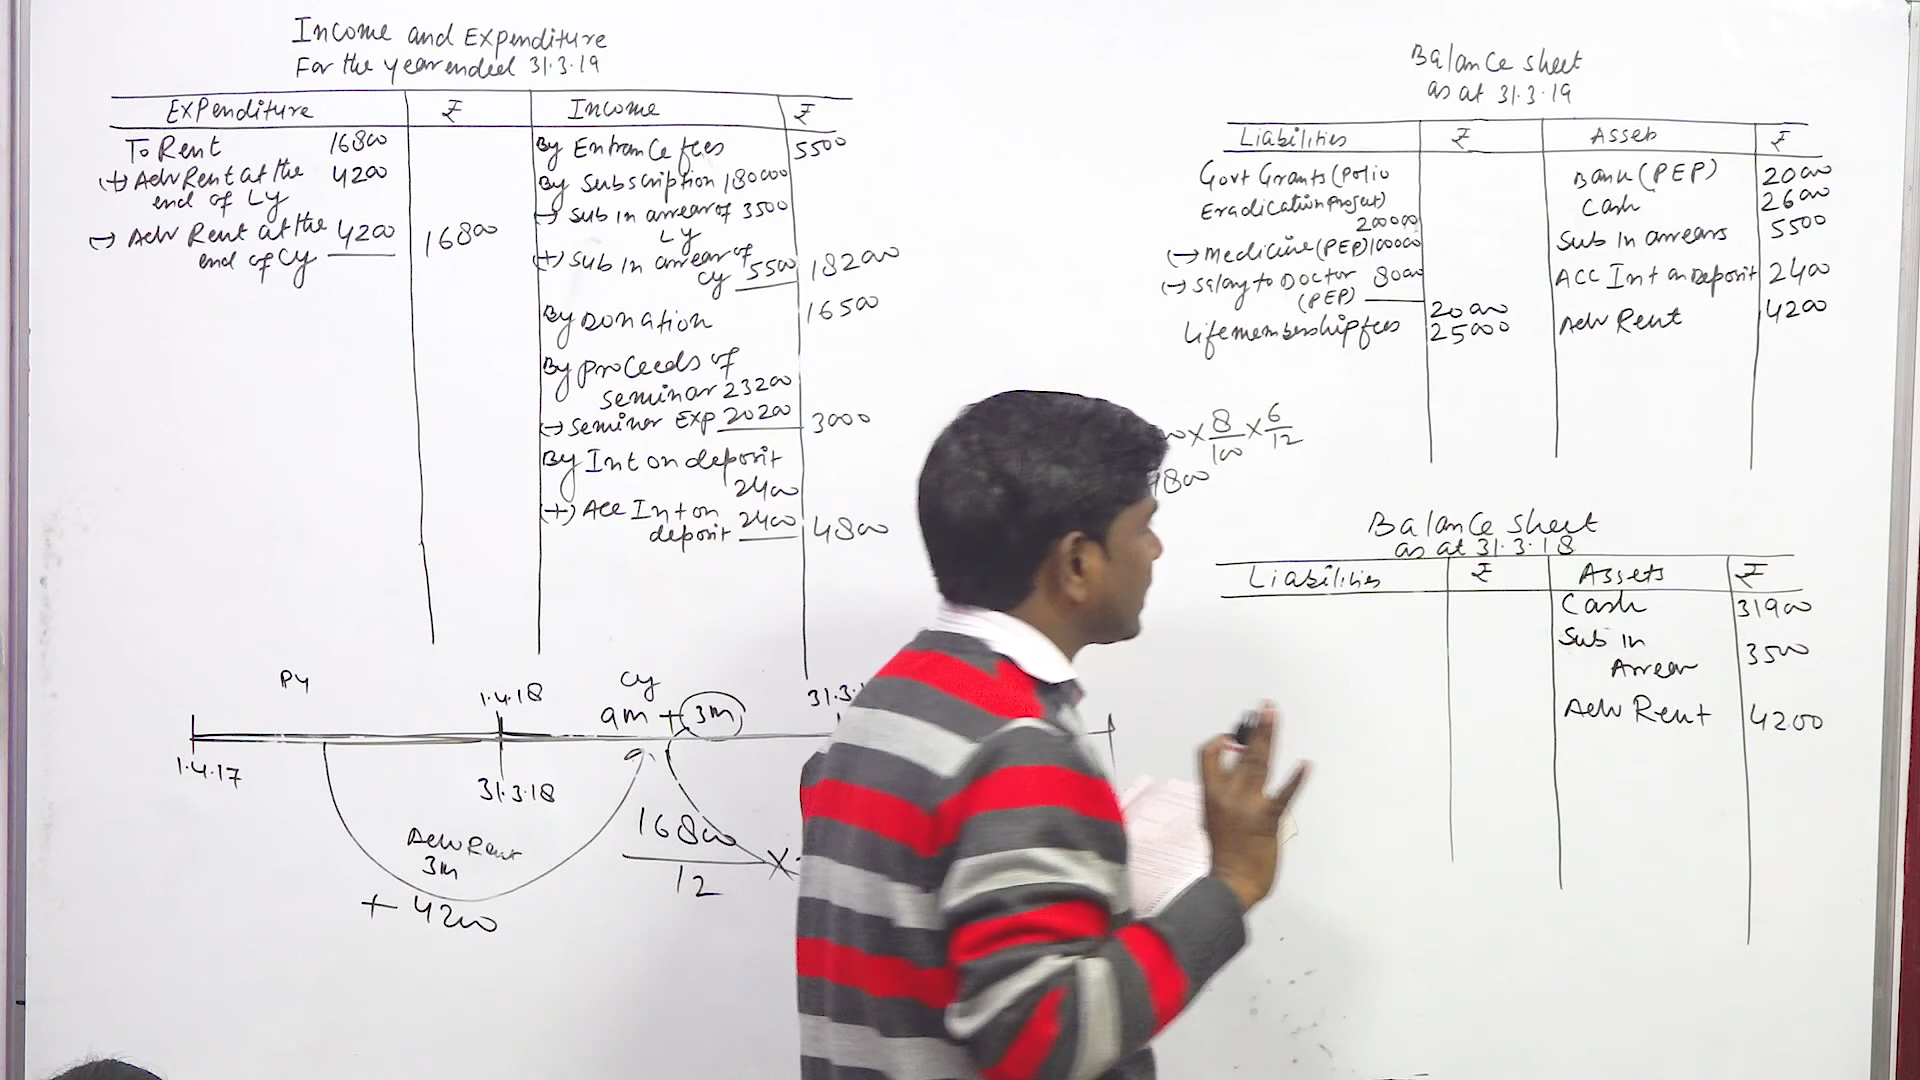 Income and Expenditure
For the year ended 31.3.19
Expenditure ₹ Income ₹
To Rent 16800
(+) Adv Rent at the 4200
end of LY
(-) Adv Rent at the 4200 16800
end of CY
By Entrance fees 5500
By Subscription 180000
(-) Sub in arrear of 3500
LY
(+) Sub in arrear of
CY 5500 182000
By Donation 16500
By proceeds of
seminar 23200
(-) Seminar Exp 20200 3000
By Int on deposit
2400
(+) Acc Int on
deposit 2400 4800
PY
1.4.18
CY
9m + 3m
31.3.
1.4.17
31.3.18
Adv Rent
3m
+ 4200
16800
12
×
Balance sheet
as at 31.3.19
Liabilities ₹ Assets ₹
Govt Grants (Polio
Eradication Project)
200000
(-) Medicine (PEP) 100000
(-) Salary to Doctor 80000
(PEP) 20000
Life membership fees 25000
Bank (PEP) 20000
Cash 2600
Sub in arrears 5500
ACC Int on Deposit 2400
Adv Rent 4200
× 8/100 × 6/12
Balance sheet
as at 31.3.18
Liabilities ₹ Assets ₹
Cash 31900
Sub in
Arrear 3500
Adv Rent 4200